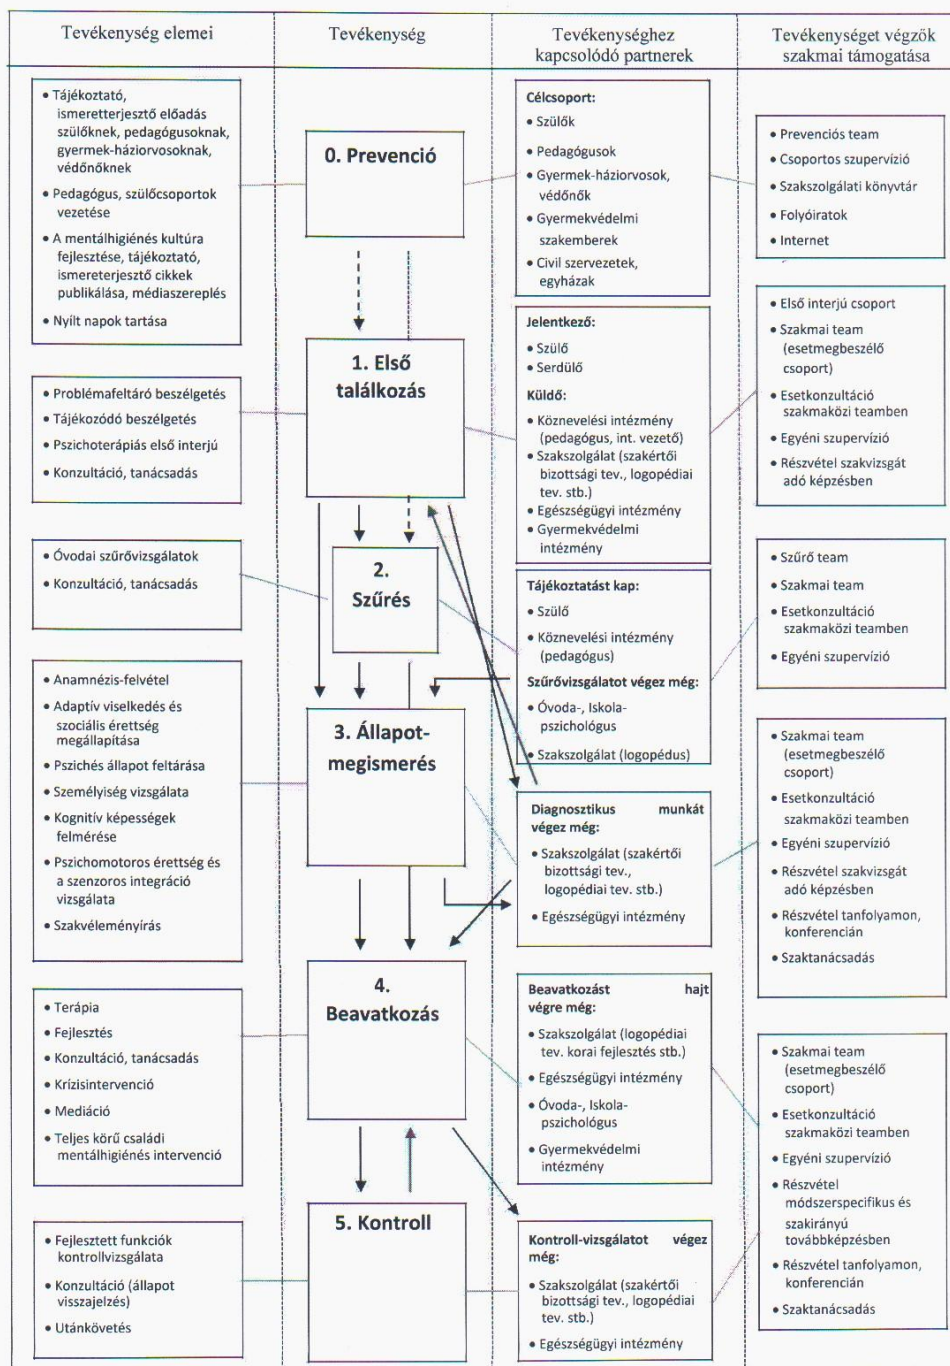 Tevékenység elemei
Tevékenység
Tevékenységhez
kapcsolódó partnerek
Tevékenységet végzök
szakmai támogatása
• Tájékoztató,
ismeretterjesztő előadás
szülőknek, pedagógusoknak,
gyermek-háziorvosoknak,
védőnőknek
• Pedagógus, szülőcsoportok
vezetése
• A mentálhigiénés kultúra
fejlesztése, tájékoztató,
ismereterjesztő cikkek
publikálása, médiaszereplés
• Nyílt napok tartása
0. Prevenció
Célcsoport:
• Szülők
• Pedagógusok
• Gyermek-háziorvosok,
védőnők
• Gyermekvédelmi
szakemberek
• Civil szervezetek,
egyházak
• Prevenciós team
• Csoportos szupervízió
• Szakszolgálati könyvtár
• Folyóiratok
• Internet
• Problémafeltáró beszélgetés
• Tájékozódó beszélgetés
• Pszichoterápiás első interjú
• Konzultáció, tanácsadás
1. Első
találkozás
Jelentkező:
• Szülő
• Serdülő
Küldő:
• Köznevelési intézmény
(pedagógus, int. vezető)
• Szakszolgálat (szakértői
bizottsági tev., logopédiai
tev. stb.)
• Egészségügyi intézmény
• Gyermekvédelmi
intézmény
• Első interjú csoport
• Szakmai team
(esetmegbeszélő
csoport)
• Esetkonzultáció
szakmaközi teamben
• Egyéni szupervízió
• Részvétel szakvizsgát
adó képzésben
• Óvodai szűrővizsgálatok
• Konzultáció, tanácsadás
2.
Szűrés
Tájékoztatást kap:
• Szülő
• Köznevelési intézmény
(pedagógus)
Szűrővizsgálatot végez még:
• Óvoda-, Iskola-
pszichológus
• Szakszolgálat (logopédus)
• Szűrő team
• Szakmai team
• Esetkonzultáció
szakmaközi teamben
• Egyéni szupervízió
• Anamnézis-felvétel
• Adaptív viselkedés és
szociális érettség
megállapítása
• Pszichés állapot feltárása
• Személyiség vizsgálata
• Kognitív képességek
felmérése
• Pszichomotoros érettség és
a szenzoros integráció
vizsgálata
• Szakvéleményírás
3. Állapot-
megismerés
Diagnosztikus munkát
végez még:
• Szakszolgálat (szakértői
bizottsági tev.,
logopédiai tev. stb.)
• Egészségügyi intézmény
• Szakmai team
(esetmegbeszélő
csoport)
• Esetkonzultáció
szakmaközi teamben
• Egyéni szupervízió
• Részvétel szakvizsgát
adó képzésben
• Részvétel tanfolyamon,
konferencián
• Szaktanácsadás
• Terápia
• Fejlesztés
• Konzultáció, tanácsadás
• Krízisintervenció
• Mediáció
• Teljes körű családi
mentálhigiénés intervenció
4.
Beavatkozás
Beavatkozást hajt
végre még:
• Szakszolgálat (logopédiai
tev. korai fejlesztés stb.)
• Egészségügyi intézmény
• Óvoda-, Iskola-
pszichológus
• Gyermekvédelmi
intézmény
• Szakmai team
(esetmegbeszélő
csoport)
• Esetkonzultáció
szakmaközi teamben
• Egyéni szupervízió
• Részvétel
módszerspecifikus és
szakirányú
továbbképzésben
• Részvétel tanfolyamon,
konferencián
• Szaktanácsadás
• Fejlesztett funkciók
kontrollvizsgálata
• Konzultáció (állapot
visszajelzés)
• Utánkövetés
5. Kontroll
Kontroll-vizsgálatot végez
még:
• Szakszolgálat (szakértői
bizottsági tev., logopédiai
tev. stb.)
• Egészségügyi intézmény